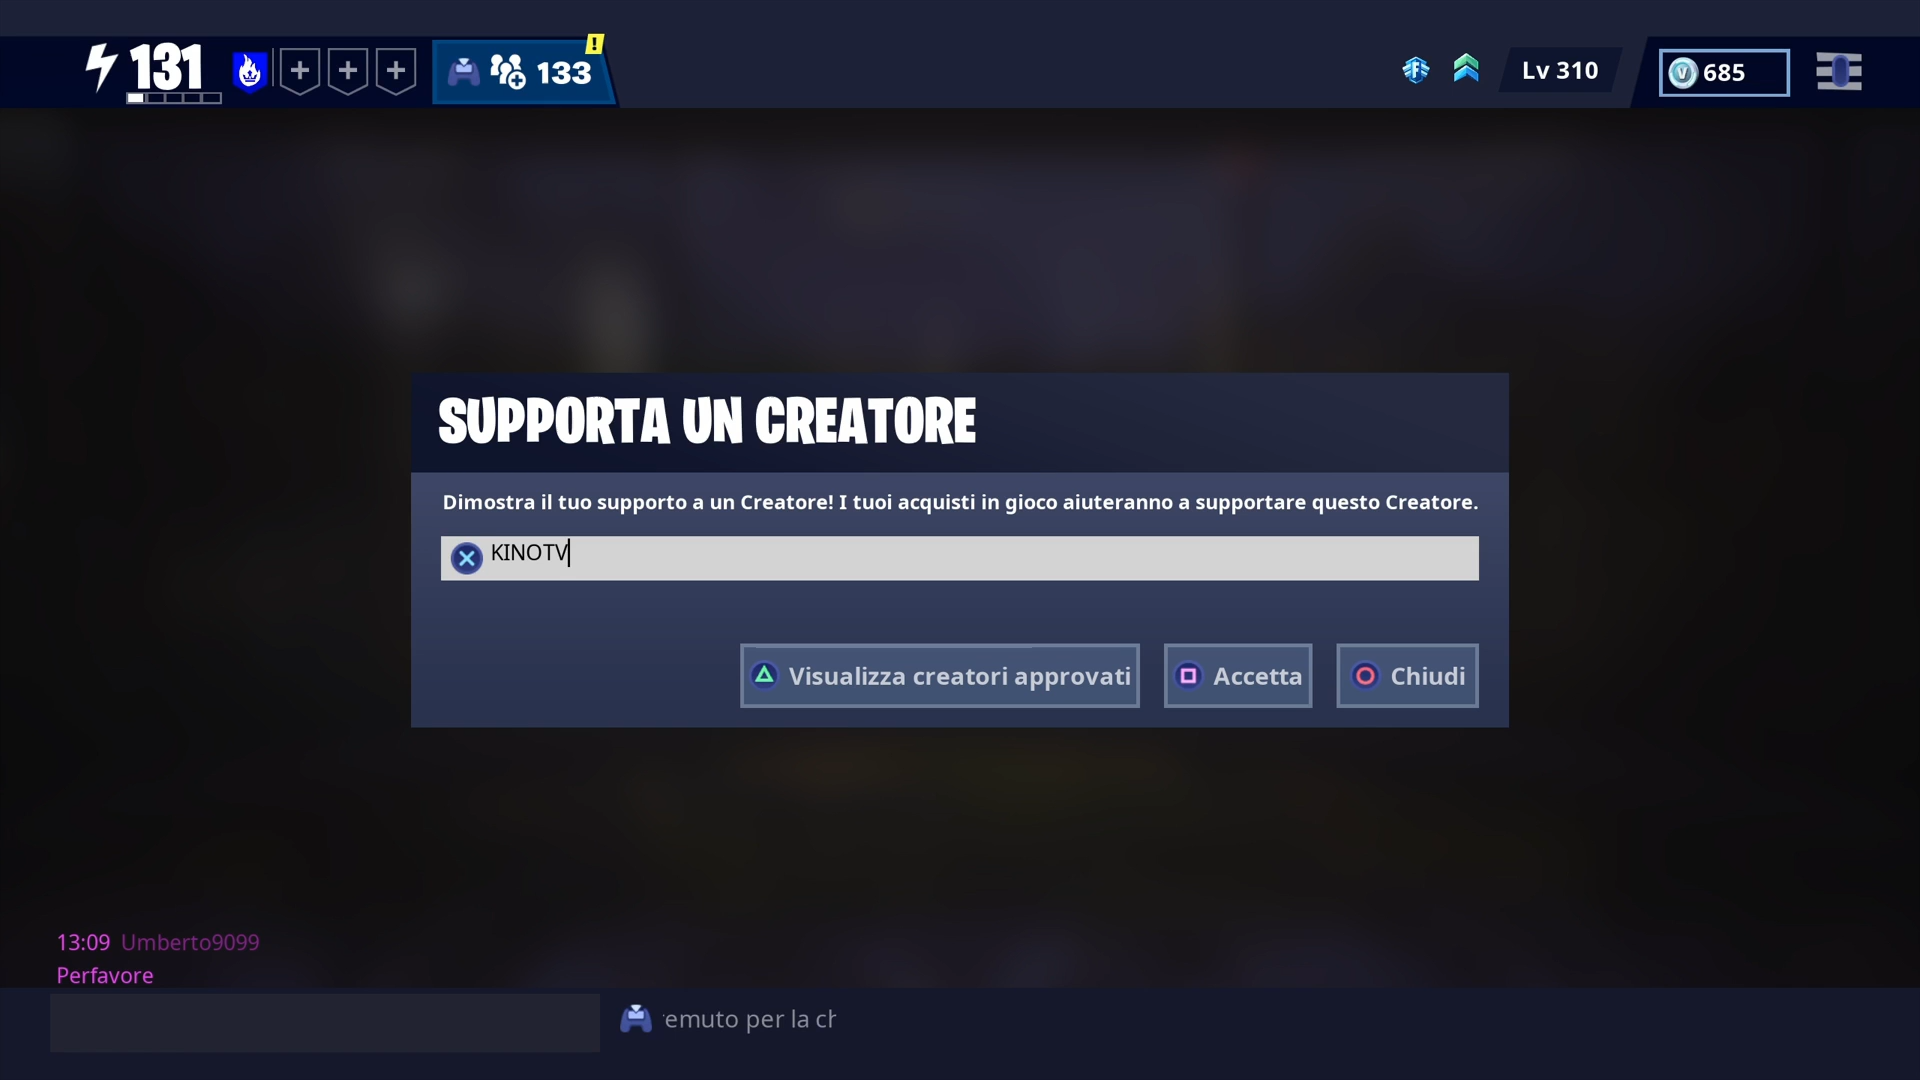 131
133
!
Lv 310
685
SUPPORTA UN CREATORE
Dimostra il tuo supporto a un Creatore! I tuoi acquisti in gioco aiuteranno a supportare questo Creatore.
KINOTV
Visualizza creatori approvati
Accetta
Chiudi
13:09 Umberto9099
Perfavore
emuto per la ch